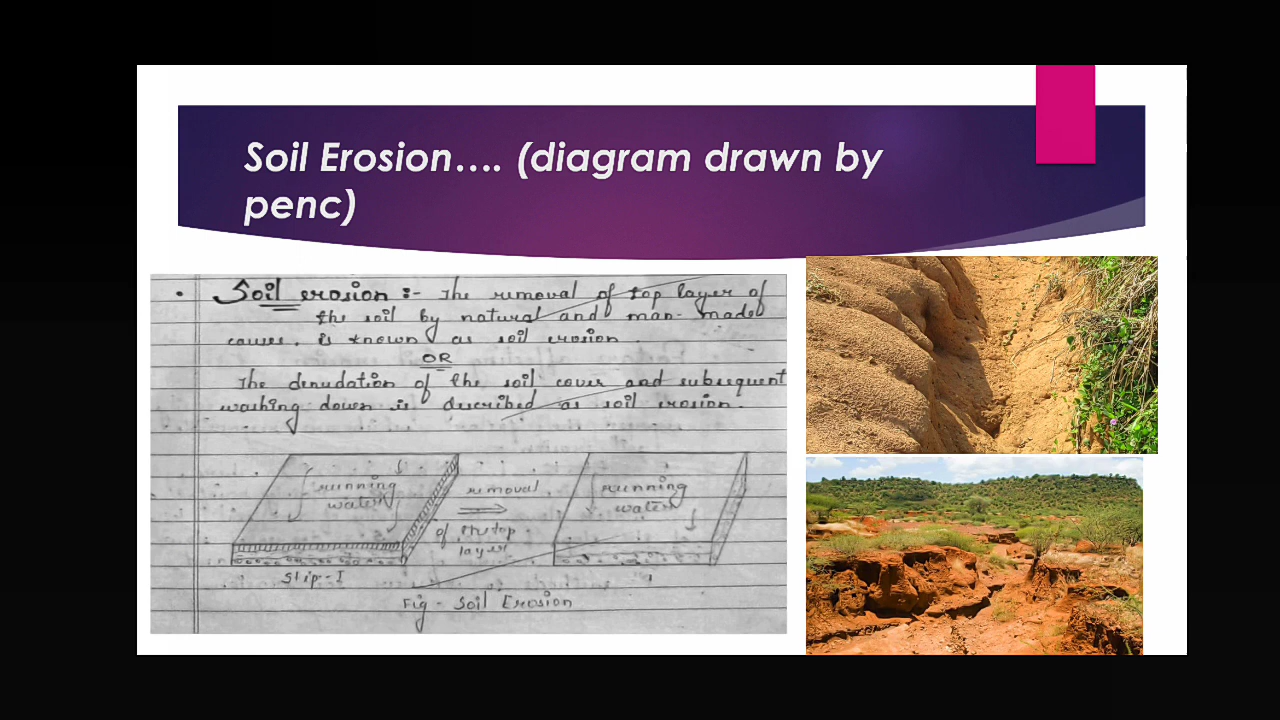 Soil Erosion…. (diagram drawn by
penc)
• Soil erosion :- The removal of top layer of
the soil by natural and man-made
causes, is known as soil erosion.
OR
The denudation of the soil cover and subsequent
washing down is described as soil erosion.
running
water
removal
of the top
layer
running
water
Step-I
Fig - Soil Erosion